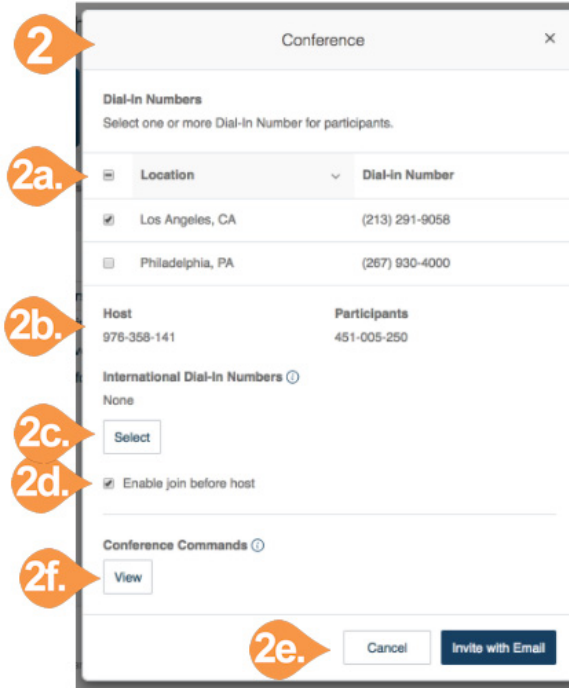 2 Conference ×
Dial-In Numbers
Select one or more Dial-In Number for participants.
2a. Location Dial-in Number
Los Angeles, CA (213) 291-9058
Philadelphia, PA (267) 930-4000
Host Participants
2b.
976-358-141 451-005-250
International Dial-In Numbers
None
2c. Select
2d. Enable join before host
Conference Commands
2f. View
2e. Cancel Invite with Email